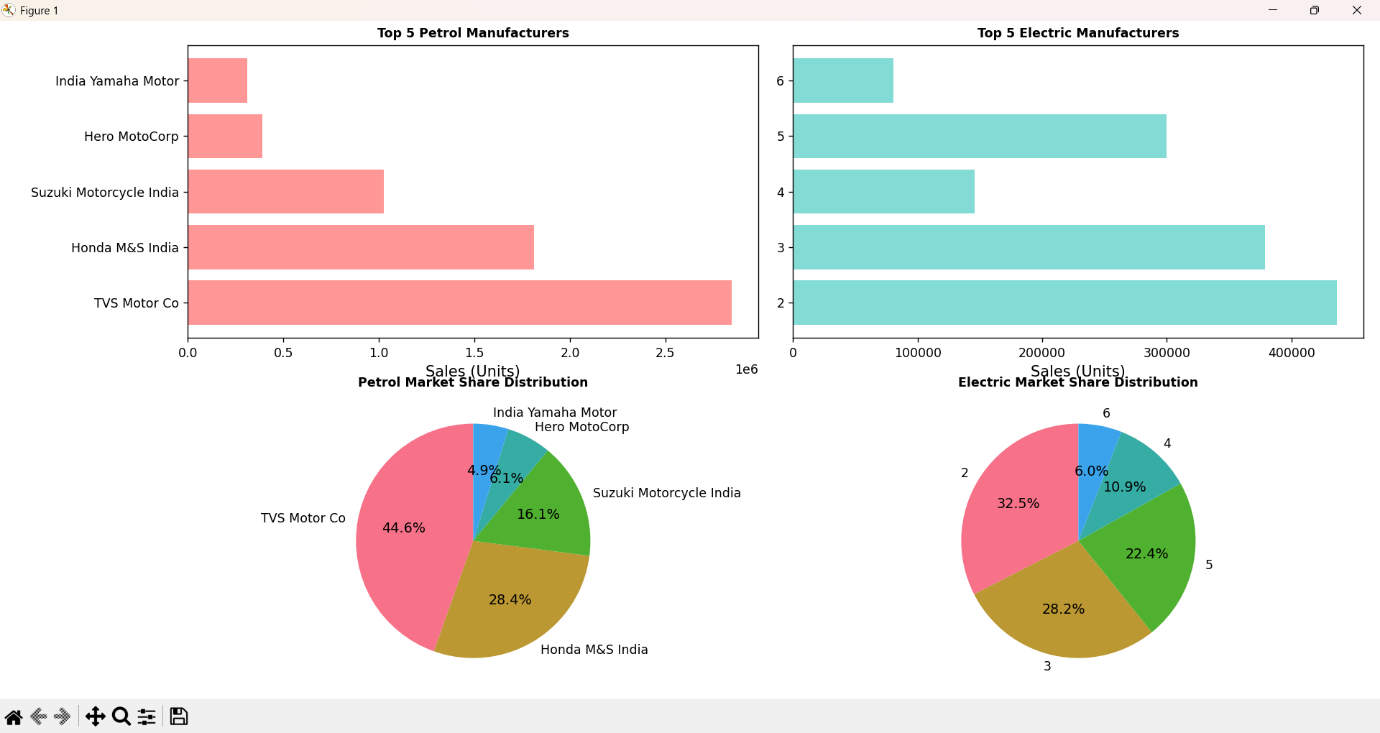 Figure 1
Top 5 Petrol Manufacturers
India Yamaha Motor
Hero MotoCorp
Suzuki Motorcycle India
Honda M&S India
TVS Motor Co
0.0 0.5 1.0 1.5 2.0 2.5
1e6
Sales (Units)
Top 5 Electric Manufacturers
6
5
4
3
2
0 100000 200000 300000 400000
Sales (Units)
Petrol Market Share Distribution
India Yamaha Motor
Hero MotoCorp
4.9%
6.1%
Suzuki Motorcycle India
16.1%
TVS Motor Co
44.6%
28.4%
Honda M&S India
Electric Market Share Distribution
6
4
2
6.0%
10.9%
32.5%
22.4%
5
28.2%
3